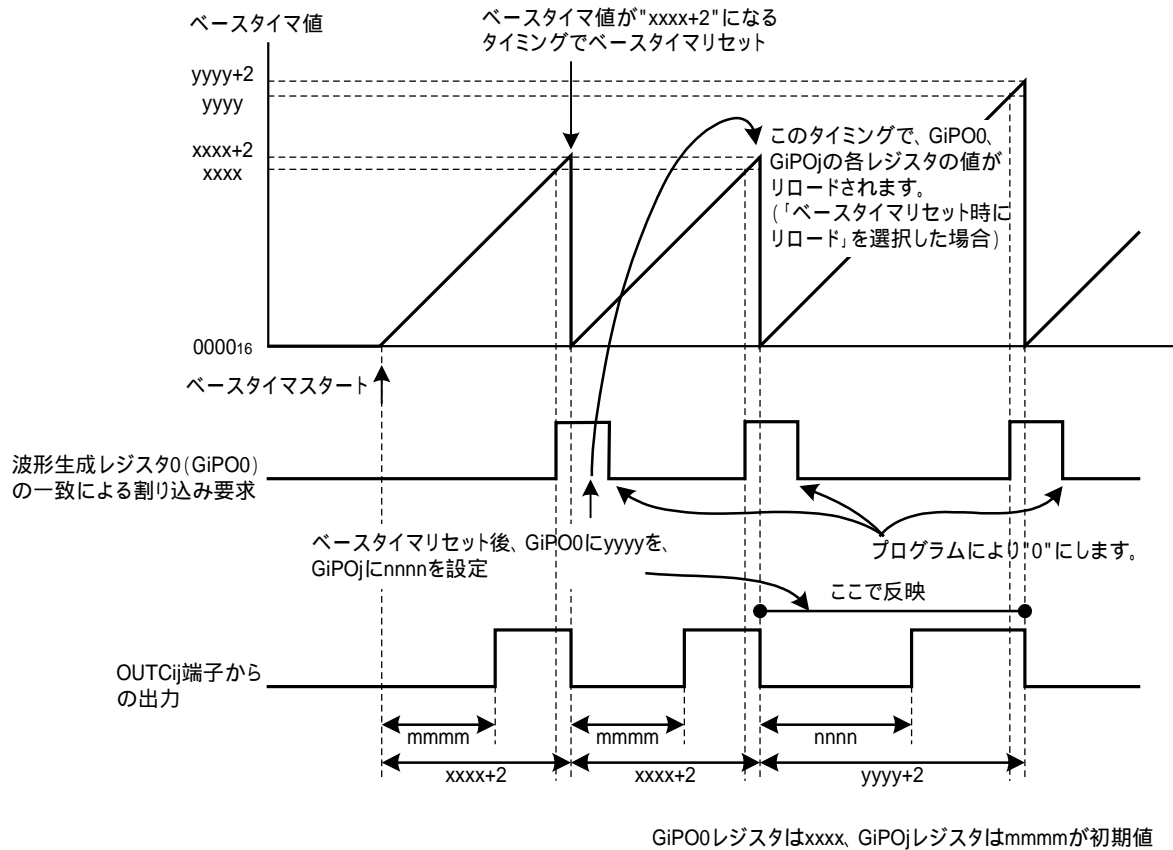 ベースタイマ値
ベースタイマ値が"xxxx+2"になる
タイミングでベースタイマリセット
yyyy+2
yyyy
xxxx+2
xxxx
このタイミングで、GiPO0、
GiPOjの各レジスタの値が
リロードされます。
(「ベースタイマリセット時に
リロード」を選択した場合)
000016
ベースタイマスタート
波形生成レジスタ0(GiPO0)
の一致による割り込み要求
ベースタイマリセット後、GiPO0にyyyyを、
GiPOjにnnnnを設定
プログラムにより"0"にします。
ここで反映
OUTCij端子から
の出力
mmmm
mmmm
nnnn
xxxx+2
xxxx+2
yyyy+2
GiPO0レジスタはxxxx、GiPOjレジスタはmmmmが初期値